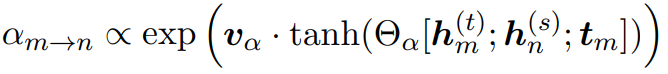 α_{m→n} ∝ exp(v_α · tanh(Θ_α[h_m^{(t)}; h_n^{(s)}; t_m]))